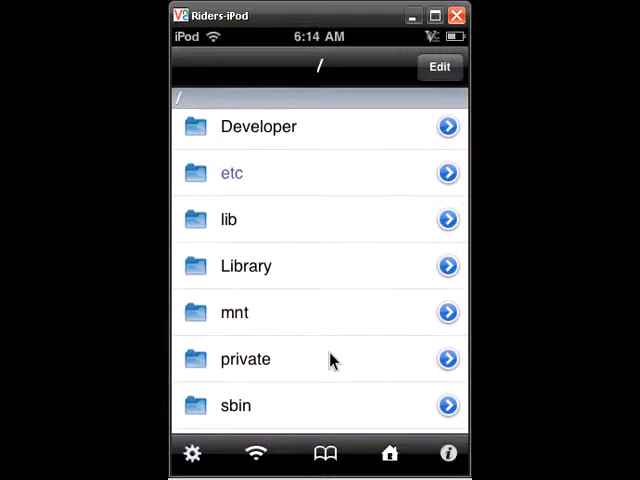 Riders-iPod
iPod 6:14 AM
/
Edit
/
Developer
etc
lib
Library
mnt
private
sbin